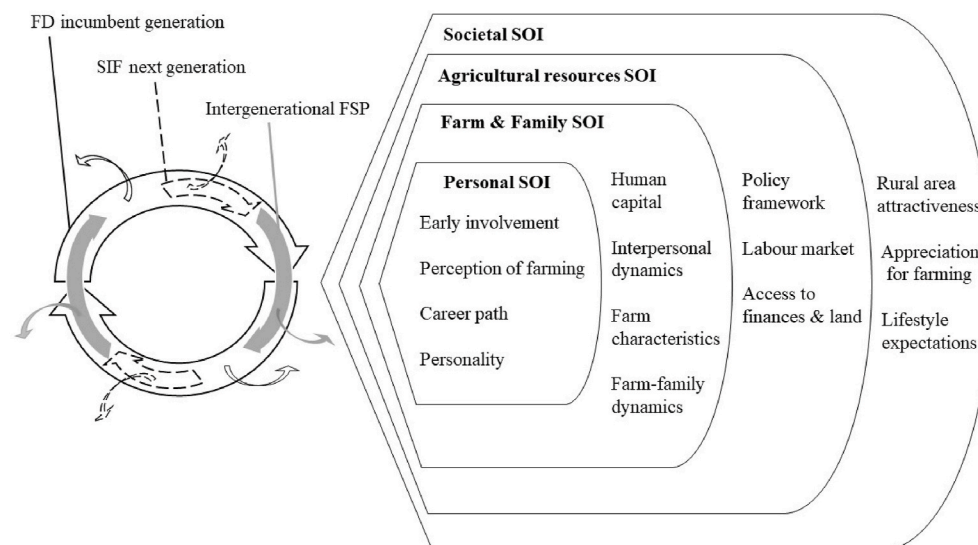 FD incumbent generation
SIF next generation
Intergenerational FSP
Societal SOI
Agricultural resources SOI
Farm & Family SOI
Personal SOI
Early involvement
Perception of farming
Career path
Personality
Human
capital
Interpersonal
dynamics
Farm
characteristics
Farm-family
dynamics
Policy
framework
Labour market
Access to
finances & land
Rural area
attractiveness
Appreciation
for farming
Lifestyle
expectations